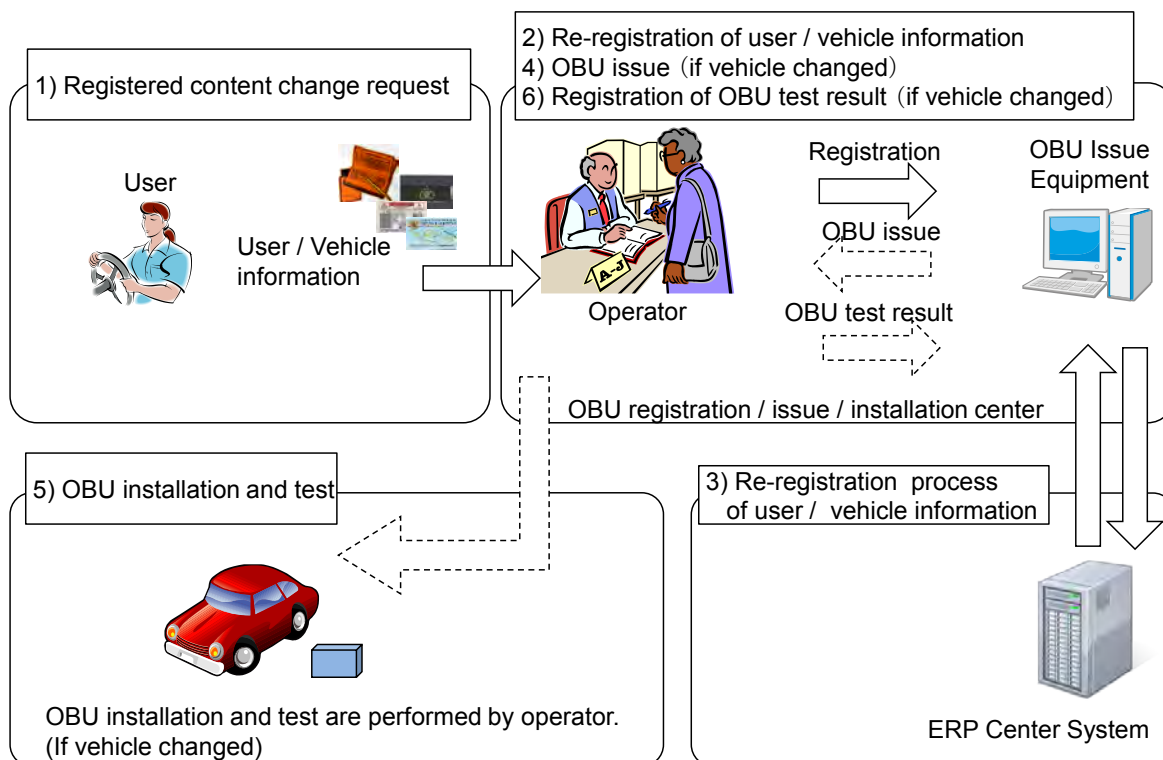 1) Registered content change request
User
User / Vehicle
information
2) Re-registration of user / vehicle information
4) OBU issue（if vehicle changed）
6) Registration of OBU test result（if vehicle changed）
A-J
Operator
Registration
OBU issue
OBU test result
OBU Issue
Equipment
OBU registration / issue / installation center
5) OBU installation and test
OBU installation and test are performed by operator.
(If vehicle changed)
3) Re-registration process
of user / vehicle information
ERP Center System